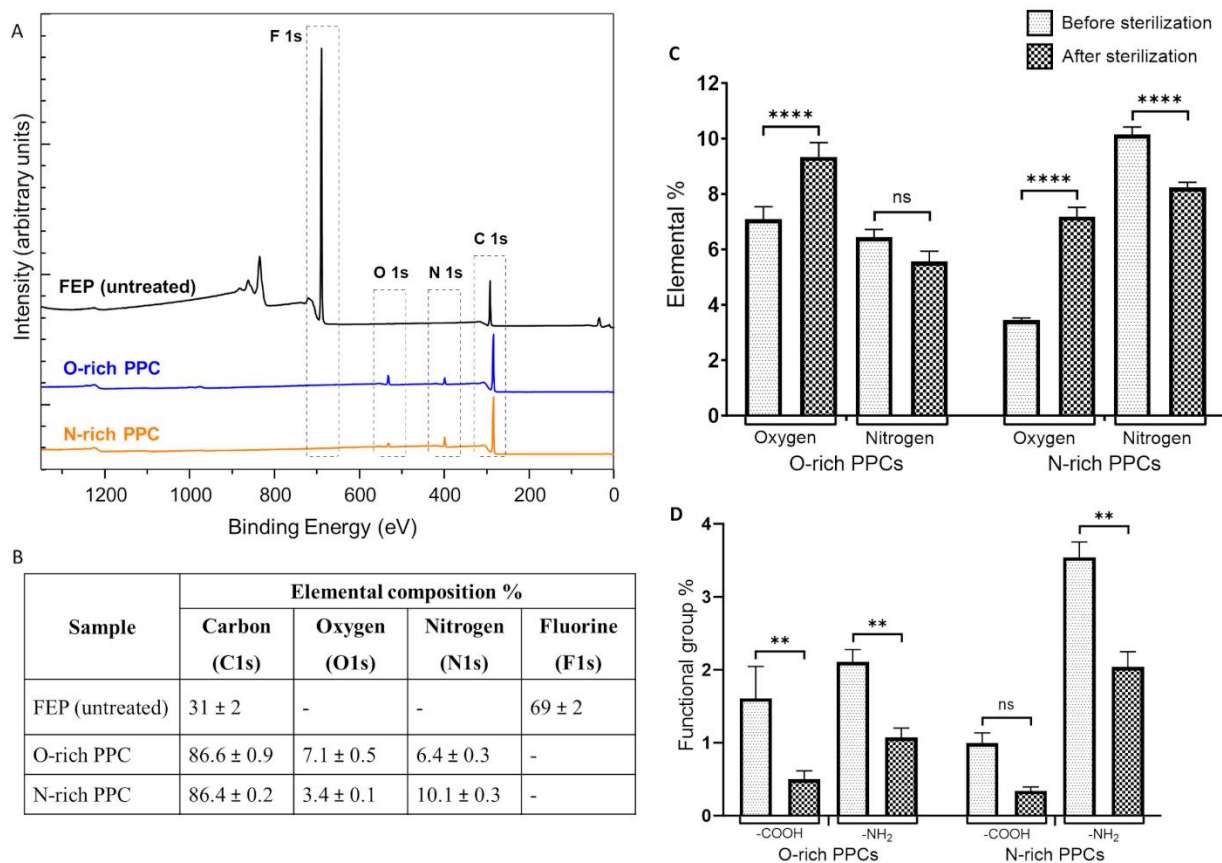 A
F 1s
O 1s
N 1s
C 1s
FEP (untreated)
O-rich PPC
N-rich PPC
Intensity (arbitrary units)
1200 1000 800 600 400 200 0
Binding Energy (eV)
B
Sample
Elemental composition %
Carbon (C1s)
Oxygen (O1s)
Nitrogen (N1s)
Fluorine (F1s)
FEP (untreated) 31 ± 2 - - 69 ± 2
O-rich PPC 86.6 ± 0.9 7.1 ± 0.5 6.4 ± 0.3 -
N-rich PPC 86.4 ± 0.2 3.4 ± 0.1 10.1 ± 0.3 -
Before sterilization
After sterilization
C
Elemental %
12
10
8
6
4
2
0
**** ns **** ****
Oxygen Nitrogen Oxygen Nitrogen
O-rich PPCs N-rich PPCs
D
Functional group %
4
3
2
1
0
** ** ns **
-COOH -NH₂ -COOH -NH₂
O-rich PPCs N-rich PPCs